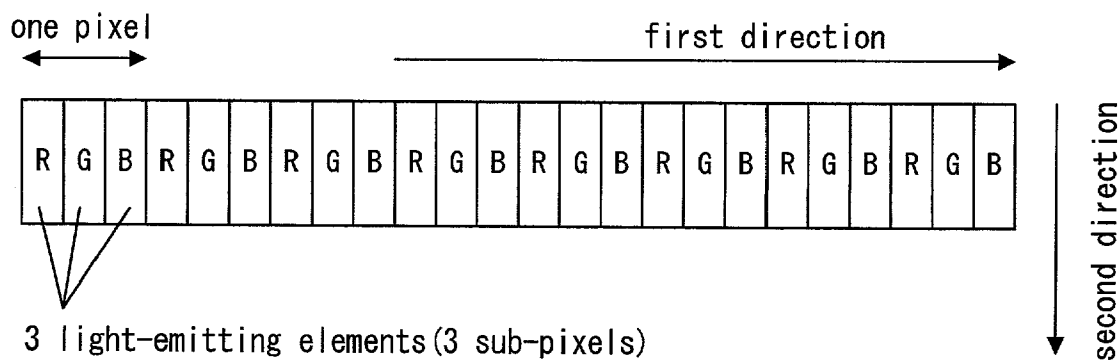 one pixel
first direction
R G B R G B R G B R G B R G B R G B R G B R G B
second direction
3 light-emitting elements(3 sub-pixels)